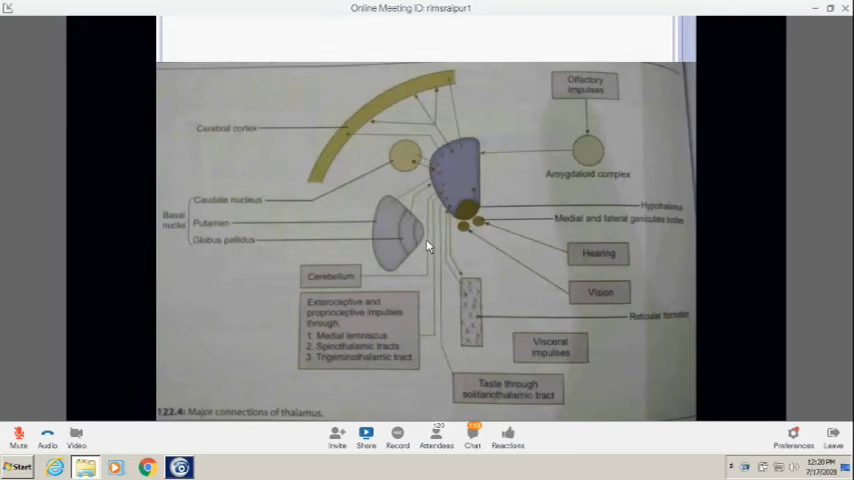 Online Meeting ID: rimsraipur1
Olfactory
impulses
Cerebral cortex
Amygdaloid complex
Caudate nucleus
Basal
nuclei
Putamen
Globus pallidus
Hypothalamus
Medial and lateral geniculate bodies
Hearing
Cerebellum
Vision
Exteroceptive and
proprioceptive impulses
through:
1. Medial lemniscus
2. Spinothalamic tracts
3. Trigeminothalamic tract
Reticular formation
Visceral
impulses
Taste through
solitariothalamic tract
122.4: Major connections of thalamus.
Mute
Audio
Video
Invite
Share
Record
120
Attendees
Chat
Reactions
Preferences
Leave
Start
12:20 PM
7/17/2020